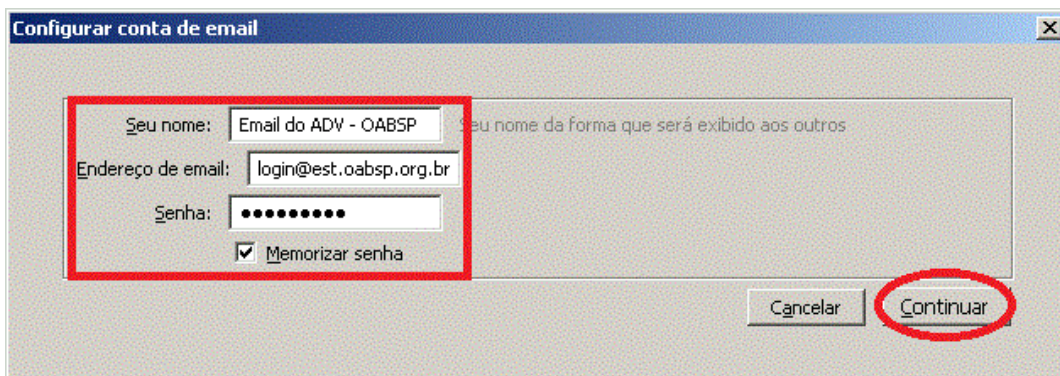 Configurar conta de email
Seu nome: Email do ADV - OABSP Seu nome da forma que será exibido aos outros
Endereço de email: login@est.oabsp.org.br
Senha: ●●●●●●●●●
Memorizar senha
Cancelar Continuar